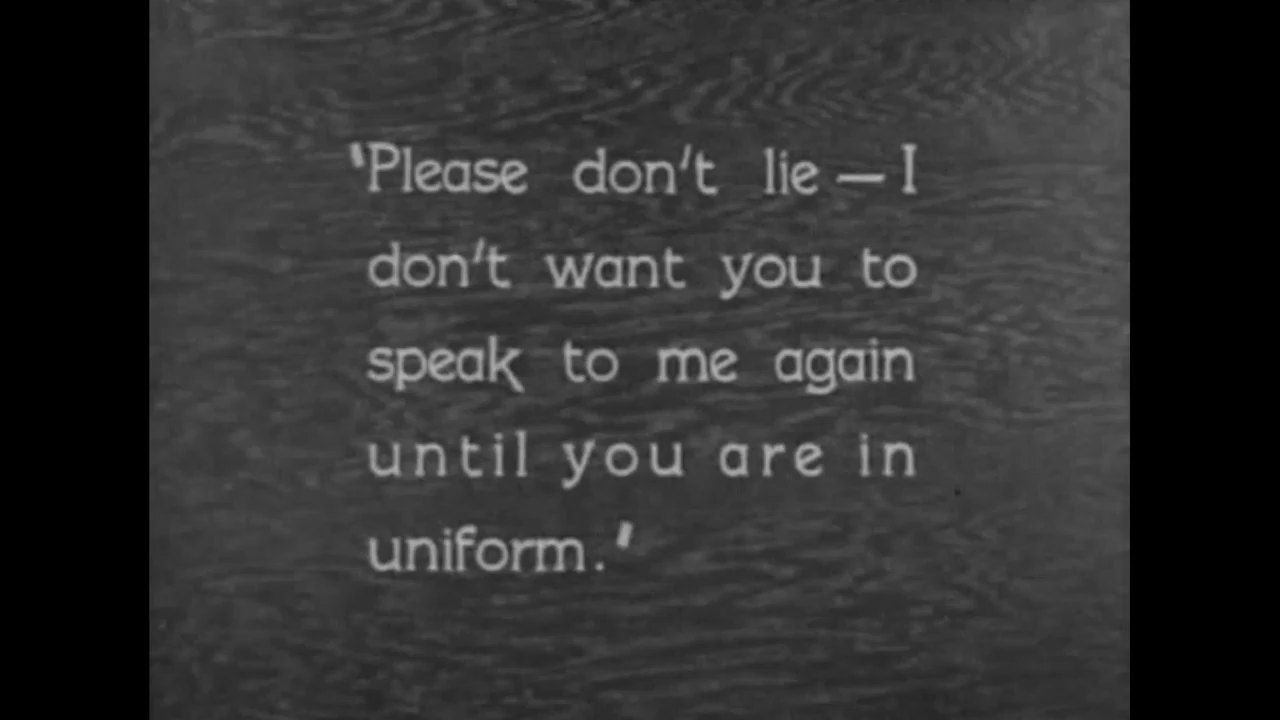 "Please don't lie — I
don't want you to
speak to me again
until you are in
uniform."